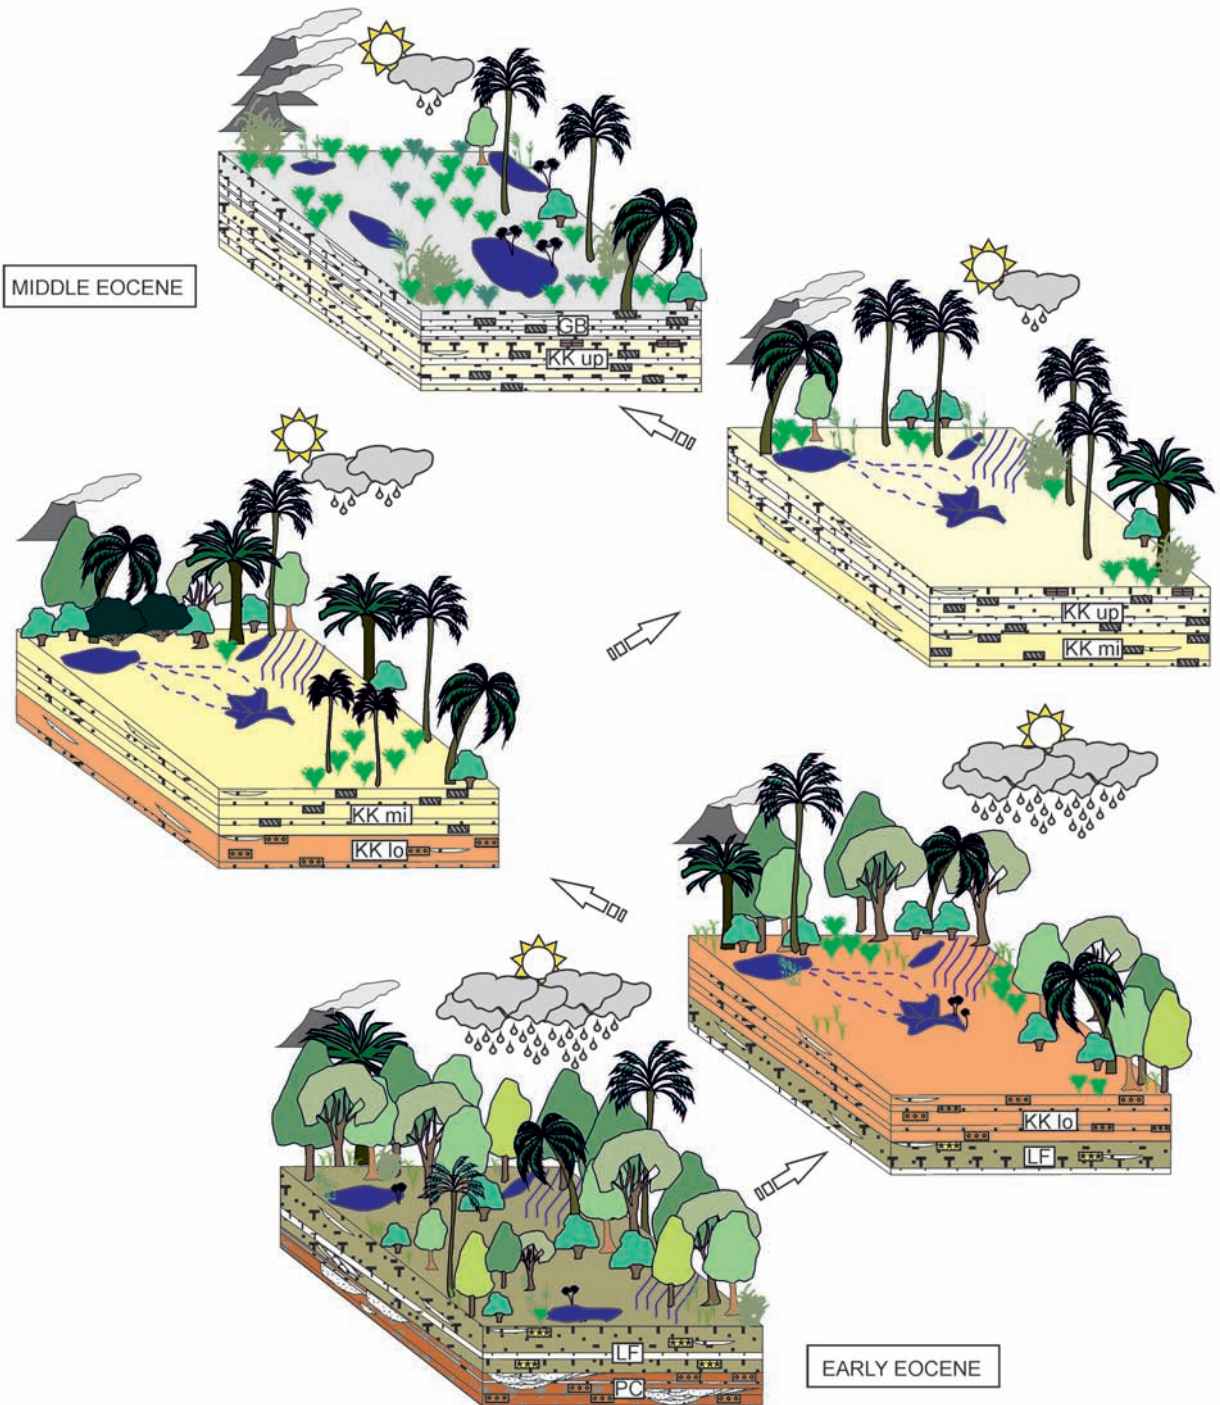 MIDDLE EOCENE
GB
KK up
KK up
KK mi
KK mi
KK lo
KK lo
LF
LF
PC
EARLY EOCENE